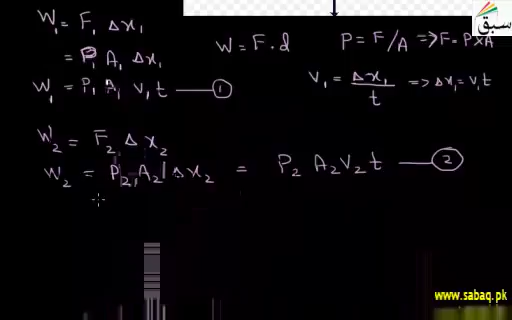 W₁ = F₁ Δx₁
= P₁ A₁ Δx₁
W₁ = P₁ A₁ V₁ t —— ①
W = F · d
P = F/A ⇒ F = P×A
V₁ = Δx₁/t ⇒ Δx₁ = V₁t
W₂ = F₂ Δx₂
W₂ = P₂ A₂ Δx₂ = P₂ A₂ V₂ t —— ②
سبق
www.sabaq.pk